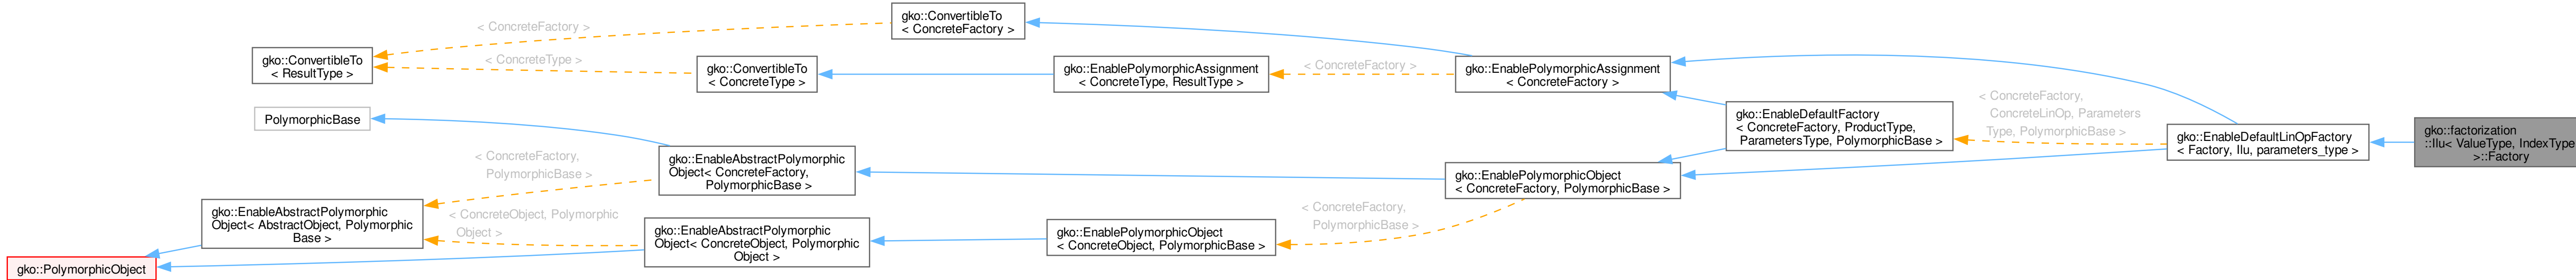 gko::ConvertibleTo
< ConcreteFactory >
< ConcreteFactory >
gko::ConvertibleTo
< ResultType >
< ConcreteType >
gko::ConvertibleTo
< ConcreteType >
gko::EnablePolymorphicAssignment
< ConcreteType, ResultType >
< ConcreteFactory >
gko::EnablePolymorphicAssignment
< ConcreteFactory >
PolymorphicBase
gko::EnableDefaultFactory
< ConcreteFactory, ProductType,
ParametersType, PolymorphicBase >
< ConcreteFactory,
ConcreteLinOp, Parameters
Type, PolymorphicBase >
gko::EnableDefaultLinOpFactory
< Factory, Ilu, parameters_type >
gko::factorization
::Ilu< ValueType, IndexType
>::Factory
< ConcreteFactory,
PolymorphicBase >
gko::EnableAbstractPolymorphic
Object< ConcreteFactory,
PolymorphicBase >
gko::EnablePolymorphicObject
< ConcreteFactory, PolymorphicBase >
gko::EnableAbstractPolymorphic
Object< AbstractObject, Polymorphic
Base >
< ConcreteObject, Polymorphic
Object >
gko::EnableAbstractPolymorphic
Object< ConcreteObject, Polymorphic
Object >
gko::EnablePolymorphicObject
< ConcreteObject, PolymorphicBase >
< ConcreteFactory,
PolymorphicBase >
gko::PolymorphicObject